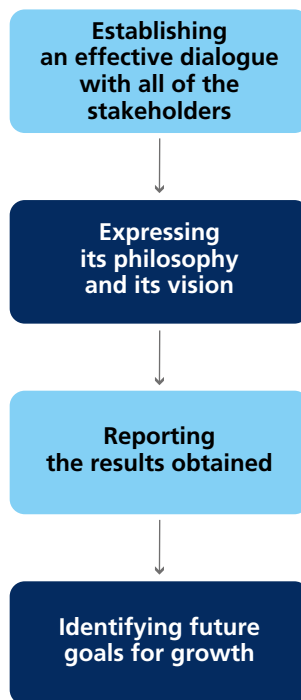 Establishing
an effective dialogue
with all of the
stakeholders
Expressing
its philosophy
and its vision
Reporting
the results obtained
Identifying future
goals for growth